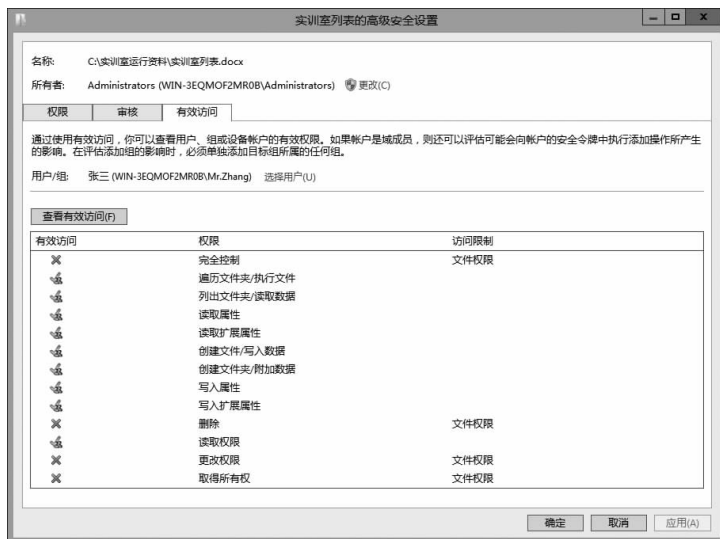 实训室列表的高级安全设置
名称: C:\实训室运行资料\实训室列表.docx
所有者: Administrators (WIN-3EQMOF2MR0B\Administrators) 更改(C)
权限 审核 有效访问
通过使用有效访问，你可以查看用户、组或设备帐户的有效权限。如果帐户是域成员，则还可以评估可能会向帐户的安全令牌中执行添加操作所产生
的影响。在评估添加组的影响时，必须单独添加目标组所属的任何组。
用户/组: 张三 (WIN-3EQMOF2MR0B\Mr.Zhang) 选择用户(U)
查看有效访问(F)
有效访问 权限 访问限制
完全控制 文件权限
遍历文件夹/执行文件
列出文件夹/读取数据
读取属性
读取扩展属性
创建文件/写入数据
创建文件夹/附加数据
写入属性
写入扩展属性
删除 文件权限
读取权限
更改权限 文件权限
取得所有权 文件权限
确定 取消 应用(A)